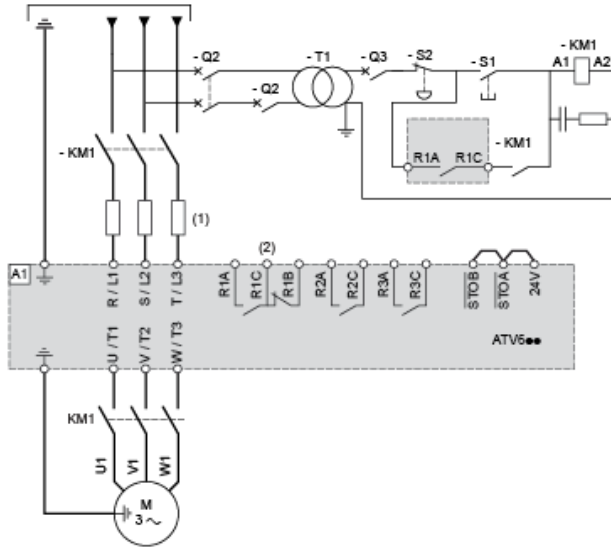 - Q2
- T1
- Q3
- S2
- S1
- KM1
A1
A2
- Q2
R1A
R1C
- KM1
- KM1
(1)
(2)
A1
R / L1
S / L2
T / L3
R1A
R1C
R1B
R2A
R2C
R3A
R3C
STOB
STOA
24V
U / T1
V / T2
W / T3
ATV6●●
KM1
U1
V1
W1
M
3 ~